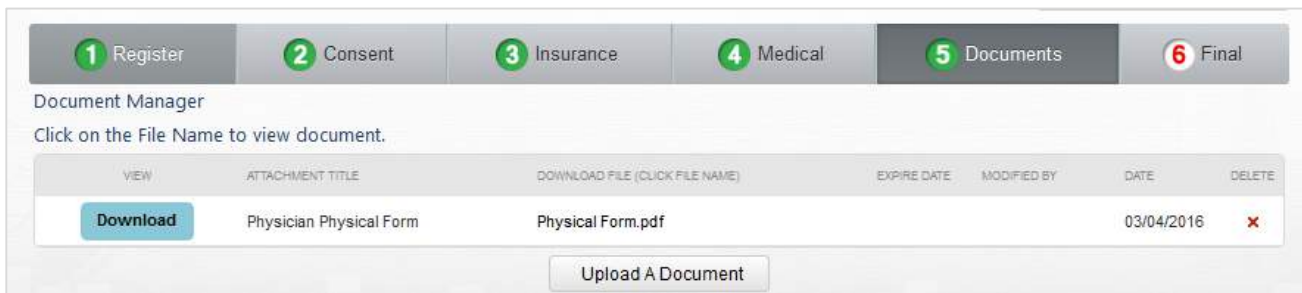 1 Register 2 Consent 3 Insurance 4 Medical 5 Documents 6 Final
Document Manager
Click on the File Name to view document.
VIEW ATTACHMENT TITLE DOWNLOAD FILE (CLICK FILE NAME) EXPIRE DATE MODIFIED BY DATE DELETE
Download Physician Physical Form Physical Form.pdf 03/04/2016 ×
Upload A Document